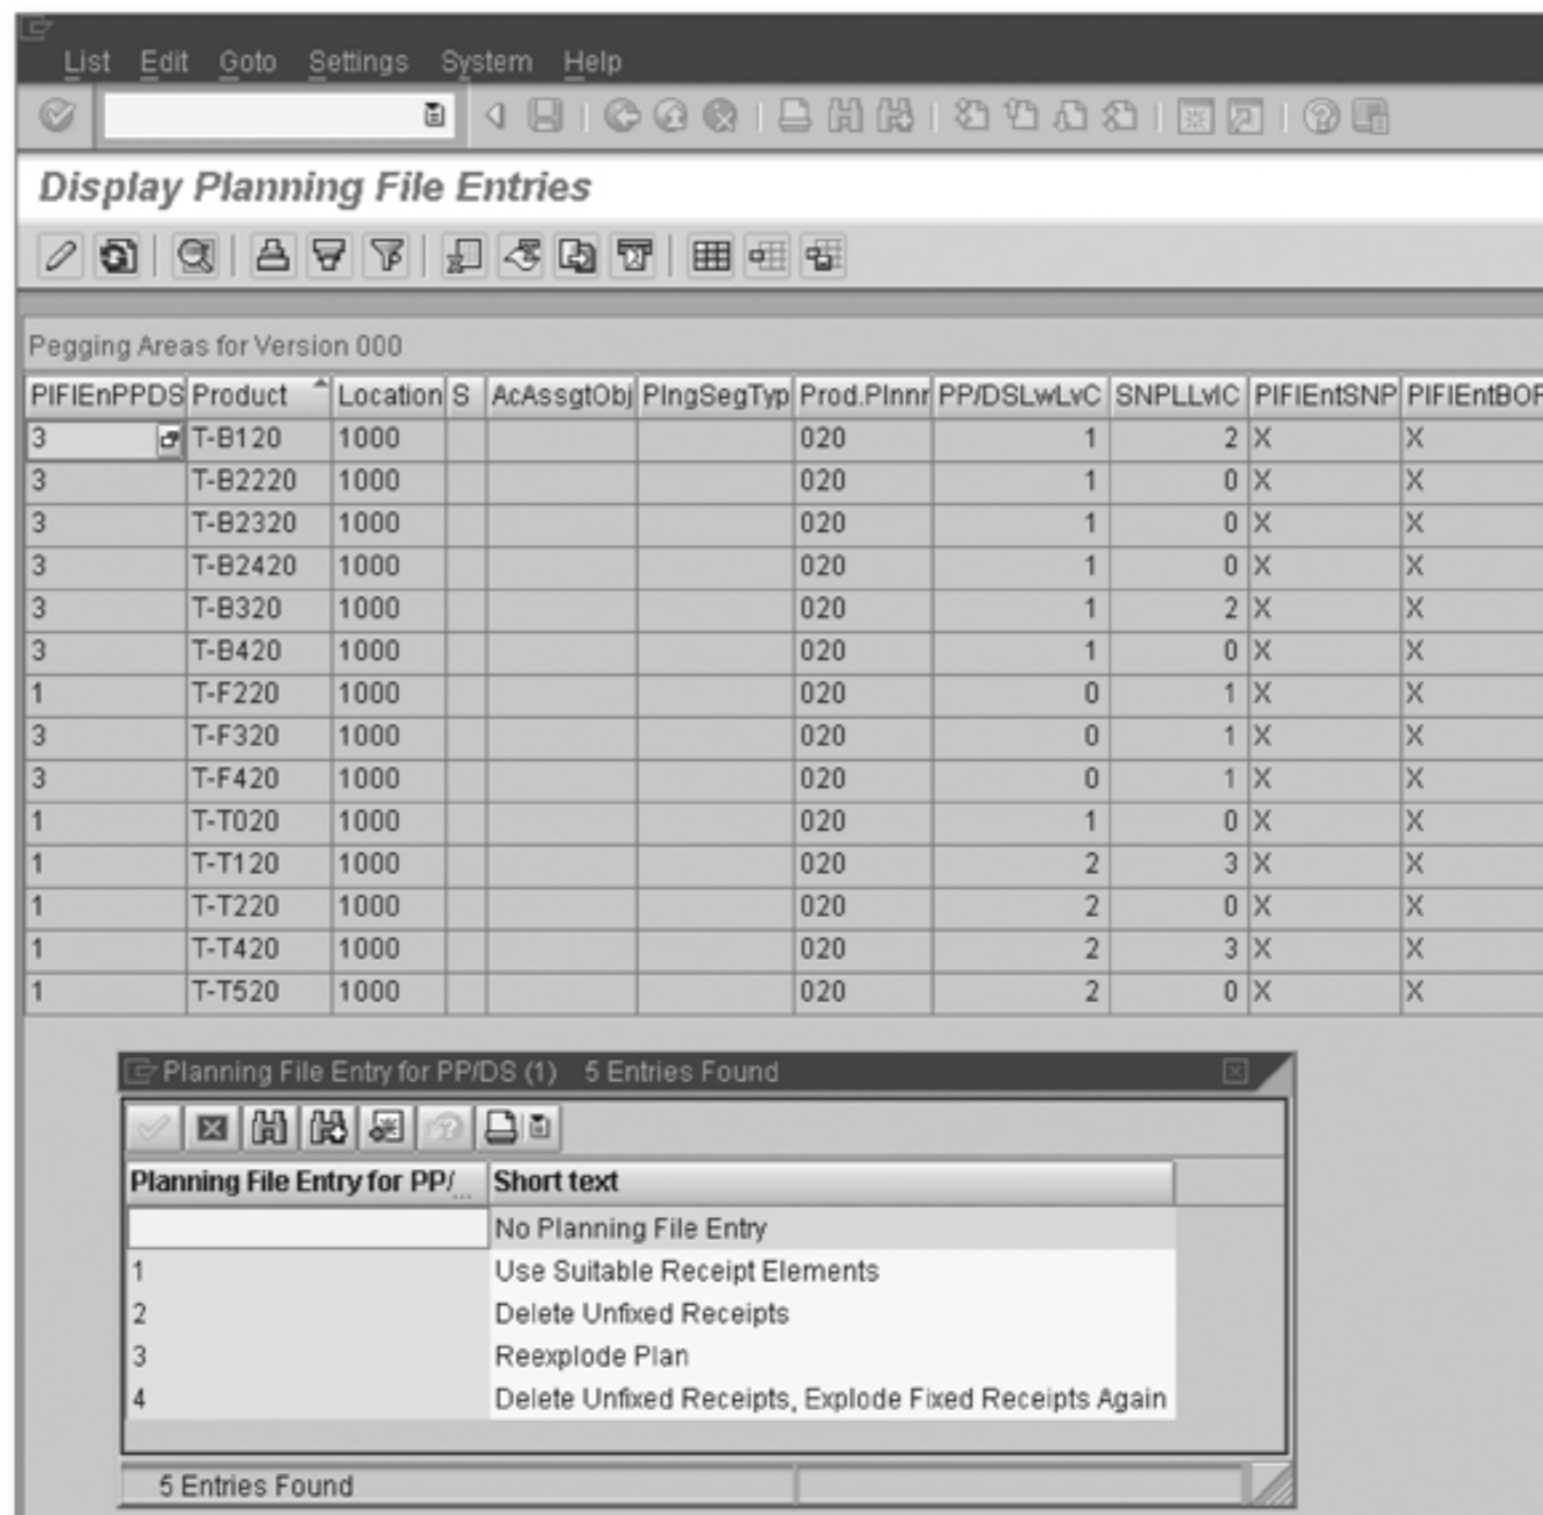 List Edit Goto Settings System Help
Display Planning File Entries
Pegging Areas for Version 000
PlFlEnPPDS Product Location S AcAssgtObj PlngSegTyp Prod.Plnnr PP/DSLwLvC SNPLLvlC PlFlEntSNP PlFlEntBOP
3 T-B120 1000 020 1 2 X X
3 T-B2220 1000 020 1 0 X X
3 T-B2320 1000 020 1 0 X X
3 T-B2420 1000 020 1 0 X X
3 T-B320 1000 020 1 2 X X
3 T-B420 1000 020 1 0 X X
1 T-F220 1000 020 0 1 X X
3 T-F320 1000 020 0 1 X X
3 T-F420 1000 020 0 1 X X
1 T-T020 1000 020 1 0 X X
1 T-T120 1000 020 2 3 X X
1 T-T220 1000 020 2 0 X X
1 T-T420 1000 020 2 3 X X
1 T-T520 1000 020 2 0 X X
Planning File Entry for PP/DS (1) 5 Entries Found
Planning File Entry for PP/... Short text
No Planning File Entry
1 Use Suitable Receipt Elements
2 Delete Unfixed Receipts
3 Reexplode Plan
4 Delete Unfixed Receipts, Explode Fixed Receipts Again
5 Entries Found